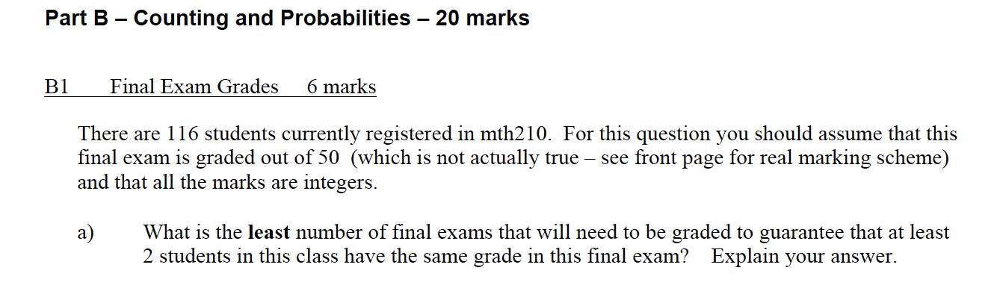 Part B – Counting and Probabilities – 20 marks
B1 Final Exam Grades 6 marks
There are 116 students currently registered in mth210. For this question you should assume that this
final exam is graded out of 50 (which is not actually true – see front page for real marking scheme)
and that all the marks are integers.
a) What is the least number of final exams that will need to be graded to guarantee that at least
2 students in this class have the same grade in this final exam? Explain your answer.